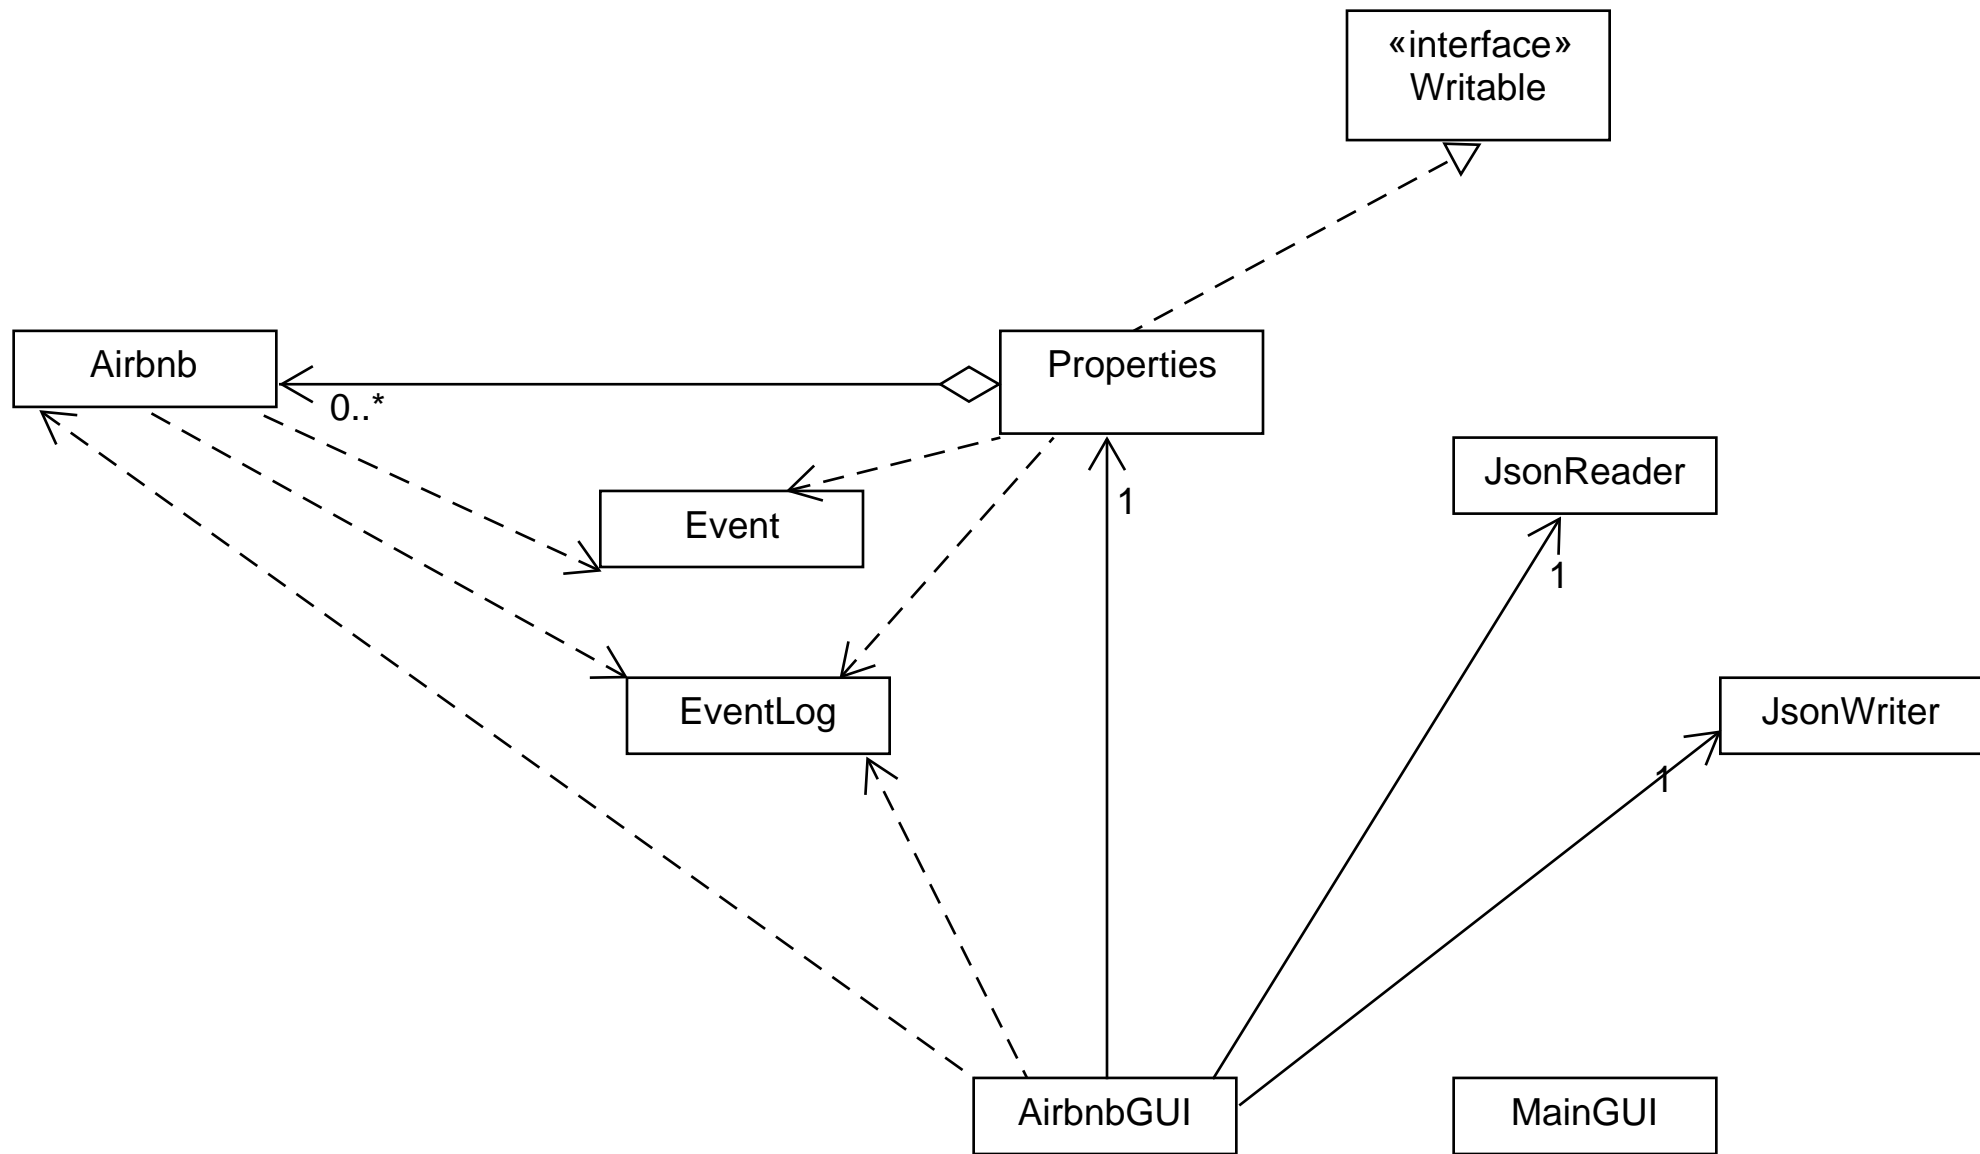 «interface»
Writable
Airbnb
Properties
0..*
JsonReader
1
Event
1
EventLog
JsonWriter
1
AirbnbGUI
MainGUI